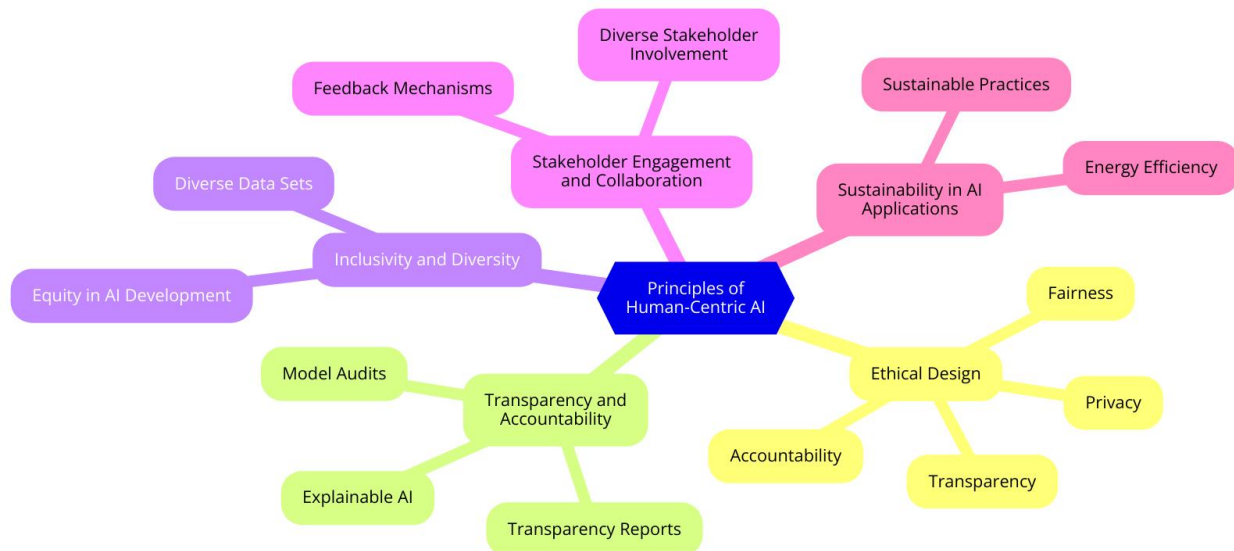 Diverse Stakeholder
Involvement
Feedback Mechanisms
Sustainable Practices
Stakeholder Engagement
and Collaboration
Energy Efficiency
Diverse Data Sets
Sustainability in AI
Applications
Inclusivity and Diversity
Equity in AI Development
Principles of
Human-Centric AI
Fairness
Model Audits
Ethical Design
Transparency and
Accountability
Privacy
Accountability
Transparency
Explainable AI
Transparency Reports